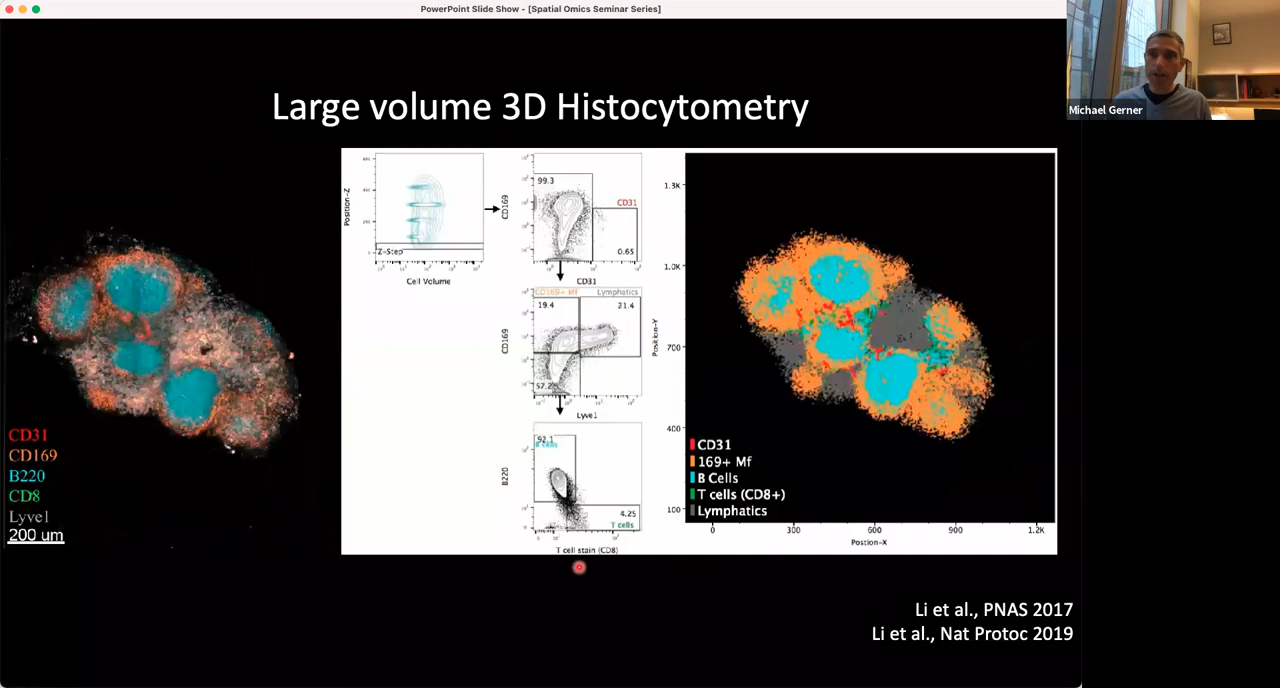 PowerPoint Slide Show - [Spatial Omics Seminar Series]
Michael Gerner
Large volume 3D Histocytometry
CD31
CD169
B220
CD8
Lyve1
200 um
Position-Z
Z-Step
Cell Volume
CD169
99.3
CD31
0.65
CD31
CD169+ Mf
Lymphatics
19.4
21.4
CD169
57.2
Lyve1
92.1
B cells
B220
4.25
T cells
T cell stain (CD8)
1.3K
1.0K
Position-Y
700
400
100
CD31
169+ Mf
B Cells
T cells (CD8+)
Lymphatics
0
300
600
900
1.2K
Postion-X
Li et al., PNAS 2017
Li et al., Nat Protoc 2019